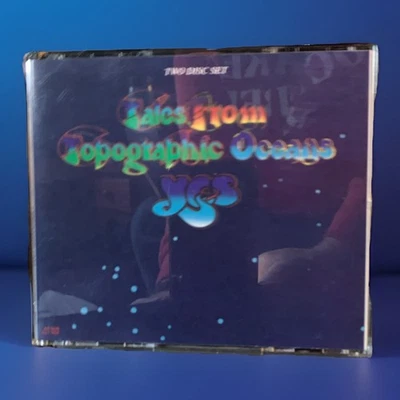 TWO DISC SET
Tales From
Topographic Oceans
YES